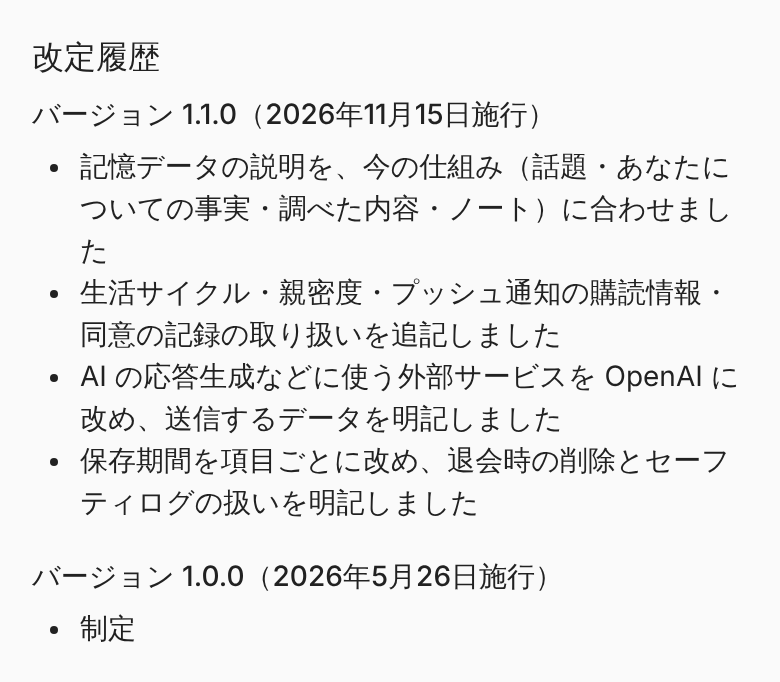 改定履歴
バージョン 1.1.0（2026年11月15日施行）
• 記憶データの説明を、今の仕組み（話題・あなたに
ついての事実・調べた内容・ノート）に合わせまし
た
• 生活サイクル・親密度・プッシュ通知の購読情報・
同意の記録の取り扱いを追記しました
• AI の応答生成などに使う外部サービスを OpenAI に
改め、送信するデータを明記しました
• 保存期間を項目ごとに改め、退会時の削除とセーフ
ティログの扱いを明記しました
バージョン 1.0.0（2026年5月26日施行）
• 制定